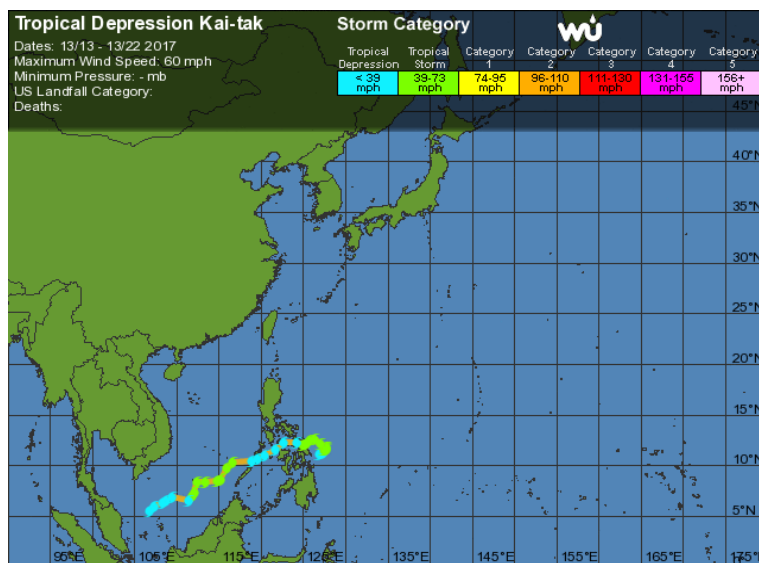 Tropical Depression Kai-tak
Dates: 13/13 - 13/22 2017
Maximum Wind Speed: 60 mph
Minimum Pressure: - mb
US Landfall Category:
Deaths:
Storm Category
wu
Tropical Depression
Tropical Storm
Category 1
Category 2
Category 3
Category 4
Category 5
< 39 mph
39-73 mph
74-95 mph
96-110 mph
111-130 mph
131-155 mph
156+ mph
45°N
40°N
35°N
30°N
25°N
20°N
15°N
10°N
5°N
95°E
105°E
115°E
125°E
135°E
145°E
155°E
165°E
175°E